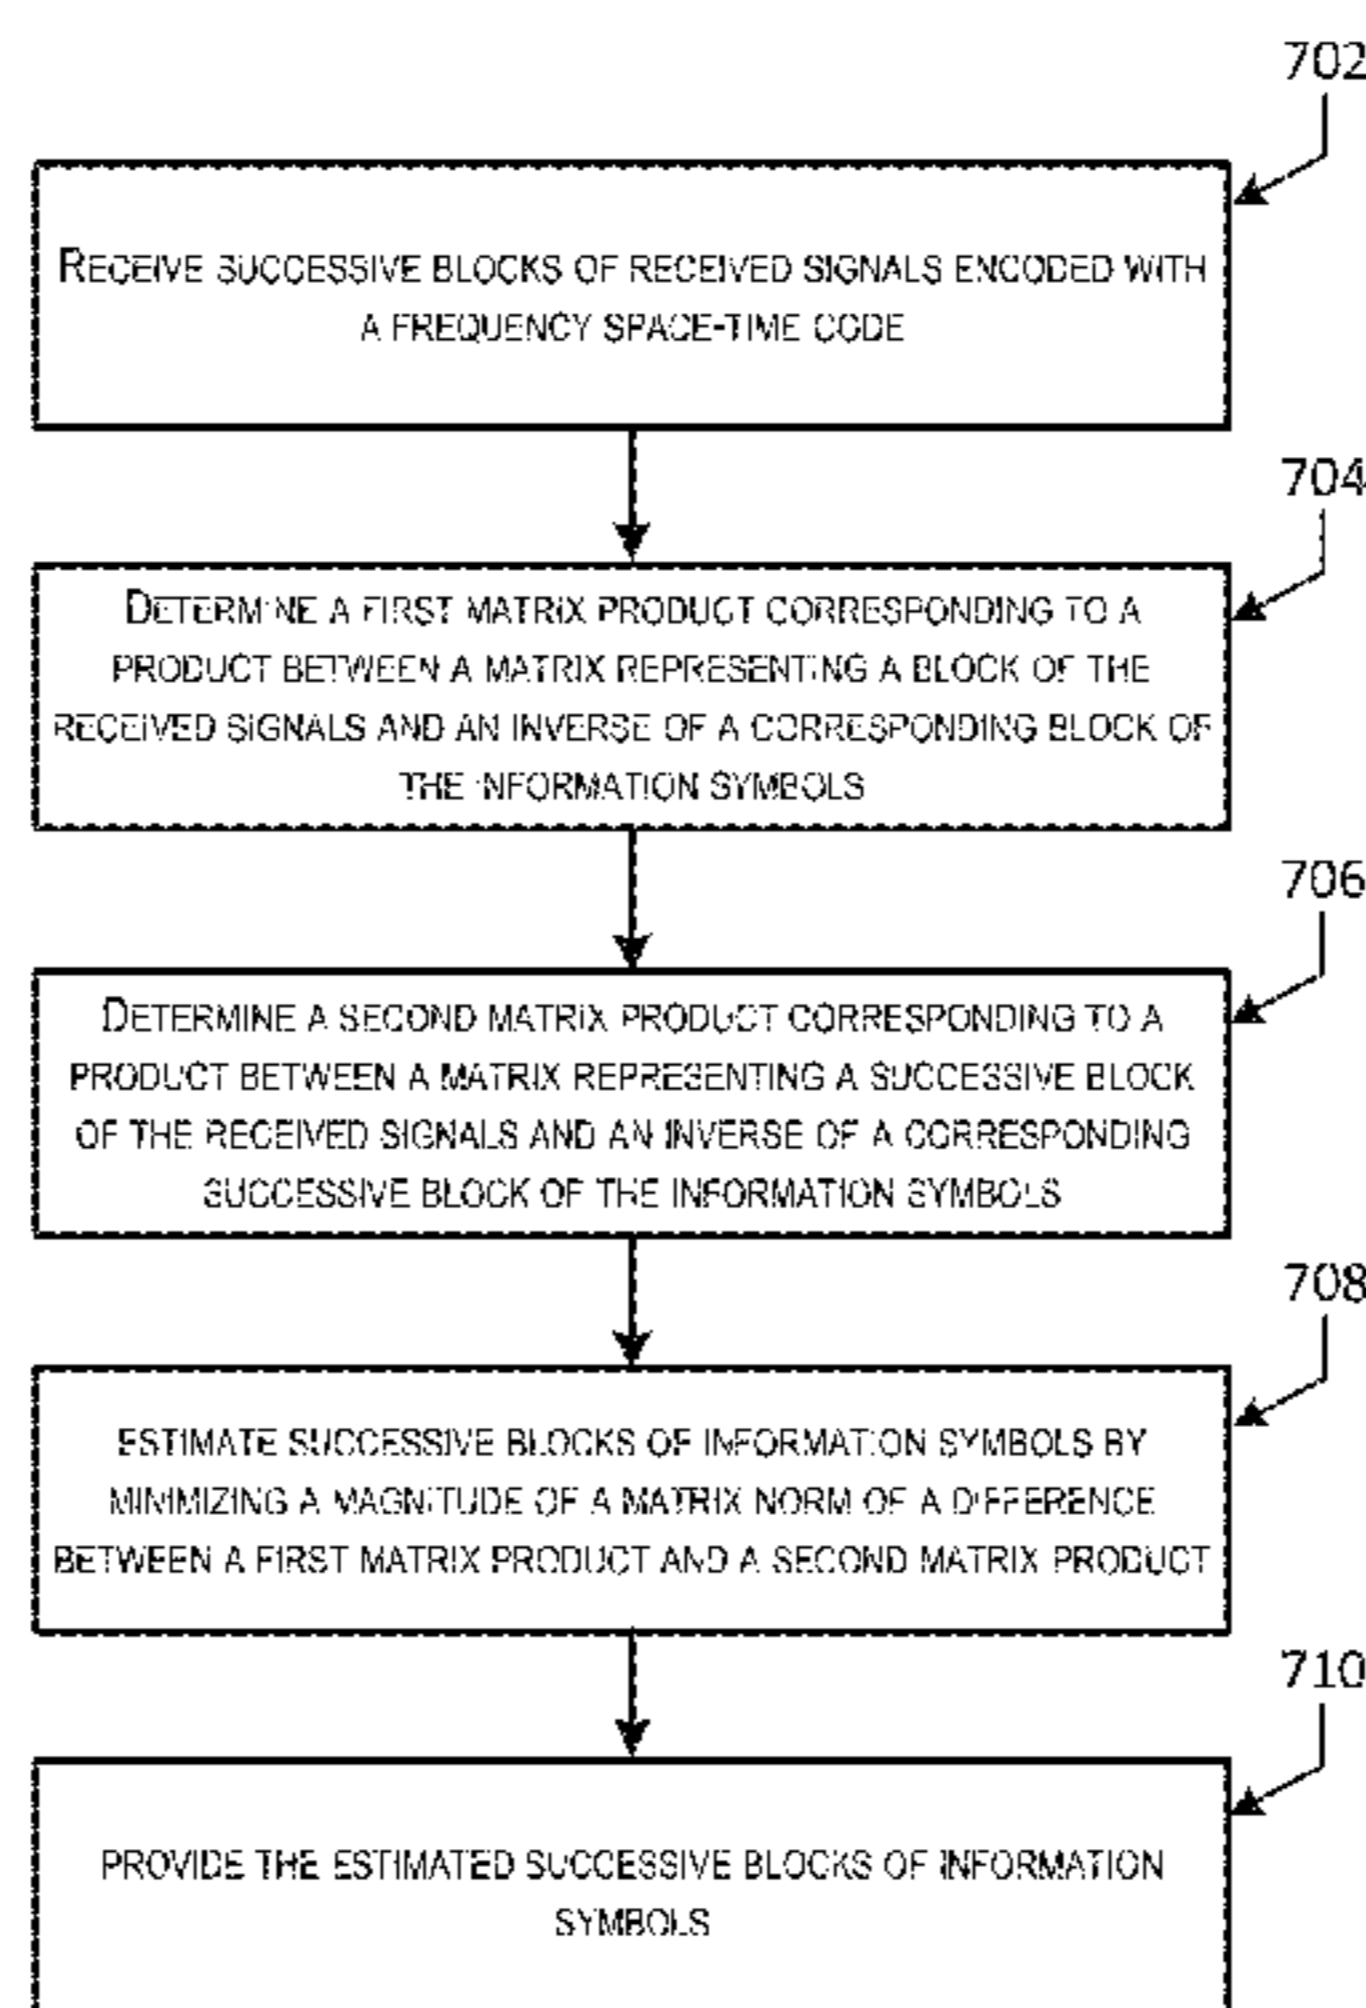 702
RECEIVE SUCCESSIVE BLOCKS OF RECEIVED SIGNALS ENCODED WITH
A FREQUENCY SPACE-TIME CODE
704
DETERMINE A FIRST MATRIX PRODUCT CORRESPONDING TO A
PRODUCT BETWEEN A MATRIX REPRESENTING A BLOCK OF THE
RECEIVED SIGNALS AND AN INVERSE OF A CORRESPONDING BLOCK OF
THE INFORMATION SYMBOLS
706
DETERMINE A SECOND MATRIX PRODUCT CORRESPONDING TO A
PRODUCT BETWEEN A MATRIX REPRESENTING A SUCCESSIVE BLOCK
OF THE RECEIVED SIGNALS AND AN INVERSE OF A CORRESPONDING
SUCCESSIVE BLOCK OF THE INFORMATION SYMBOLS
708
ESTIMATE SUCCESSIVE BLOCKS OF INFORMATION SYMBOLS BY
MINIMIZING A MAGNITUDE OF A MATRIX NORM OF A DIFFERENCE
BETWEEN A FIRST MATRIX PRODUCT AND A SECOND MATRIX PRODUCT
710
PROVIDE THE ESTIMATED SUCCESSIVE BLOCKS OF INFORMATION
SYMBOLS